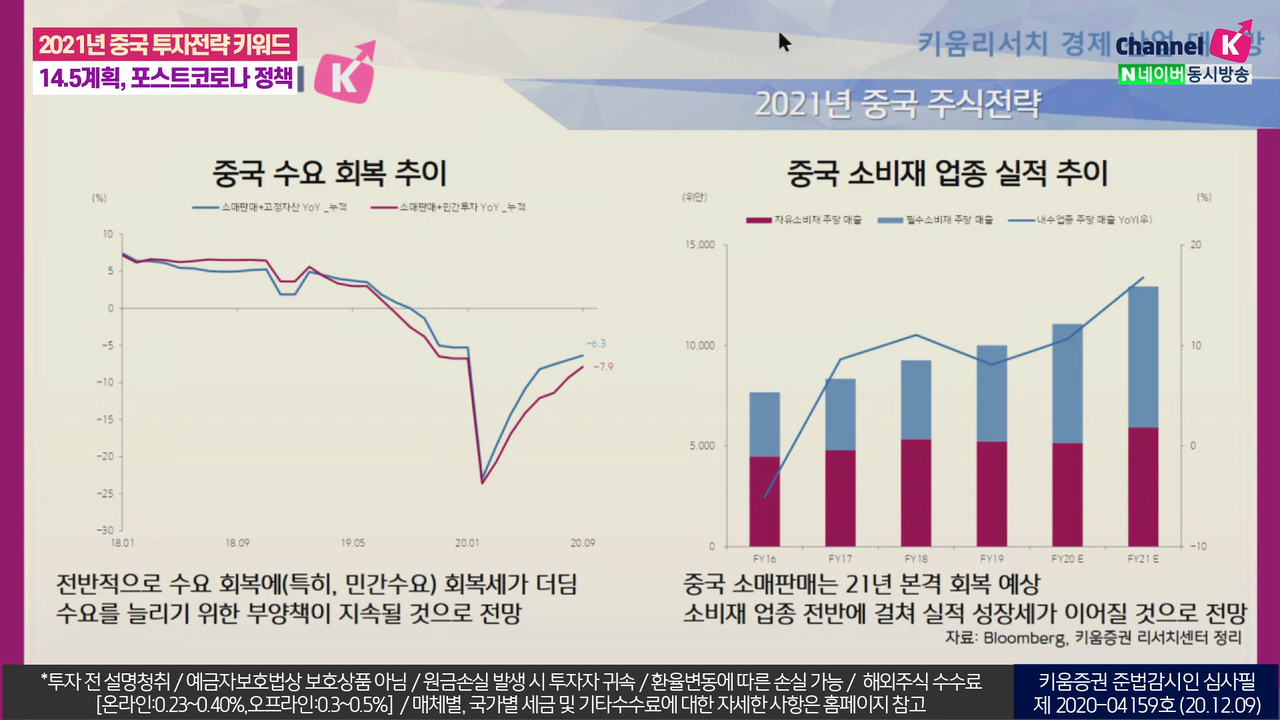 2021년 중국 투자전략 키워드
14.5계획, 포스트코로나 정책
K
키움리서치 경제
Channel K
N 네이버 동시방송
2021년 중국 주식전략
중국 수요 회복 추이
(%)
소매판매+고정자산 YoY _누적
소매판매+민간투자 YoY _누적
10
5
0
-5
-10
-15
-20
-25
-30
-6.3
-7.9
18.01
18.09
19.05
20.01
20.09
전반적으로 수요 회복에(특히, 민간수요) 회복세가 더딤
수요를 늘리기 위한 부양책이 지속될 것으로 전망
중국 소비재 업종 실적 추이
(위안)
(%)
자유소비재 주당 매출
필수소비재 주당 매출
내수업종 주당 매출 YoY(우)
15,000
10,000
5,000
0
20
10
0
-10
FY16
FY17
FY18
FY19
FY20 E
FY21 E
중국 소매판매는 21년 본격 회복 예상
소비재 업종 전반에 걸쳐 실적 성장세가 이어질 것으로 전망
자료: Bloomberg, 키움증권 리서치센터 정리
*투자 전 설명청취 / 예금자보호법상 보호상품 아님 / 원금손실 발생 시 투자자 귀속 / 환율변동에 따른 손실 가능 / 해외주식 수수료
[온라인:0.23~0.40%,오프라인:0.3~0.5%] / 매체별, 국가별 세금 및 기타수수료에 대한 자세한 사항은 홈페이지 참고
키움증권 준법감시인 심사필
제 2020-04159호 (20.12.09)